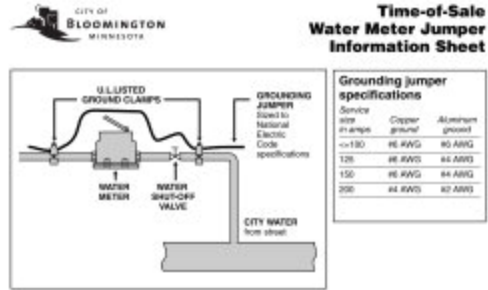 CITY OF
BLOOMINGTON
MINNESOTA
Time-of-Sale
Water Meter Jumper
Information Sheet
U.L.LISTED
GROUND CLAMPS
GROUNDING
JUMPER
Sized to
National
Electric
Code
specifications
WATER
METER
WATER
SHUT-OFF
VALVE
CITY WATER
from street
Grounding jumper
specifications
Service
size
in amps
Copper
ground
Aluminum
ground
<=100 #6 AWG #6 AWG
125 #6 AWG #4 AWG
150 #6 AWG #4 AWG
200 #4 AWG #2 AWG